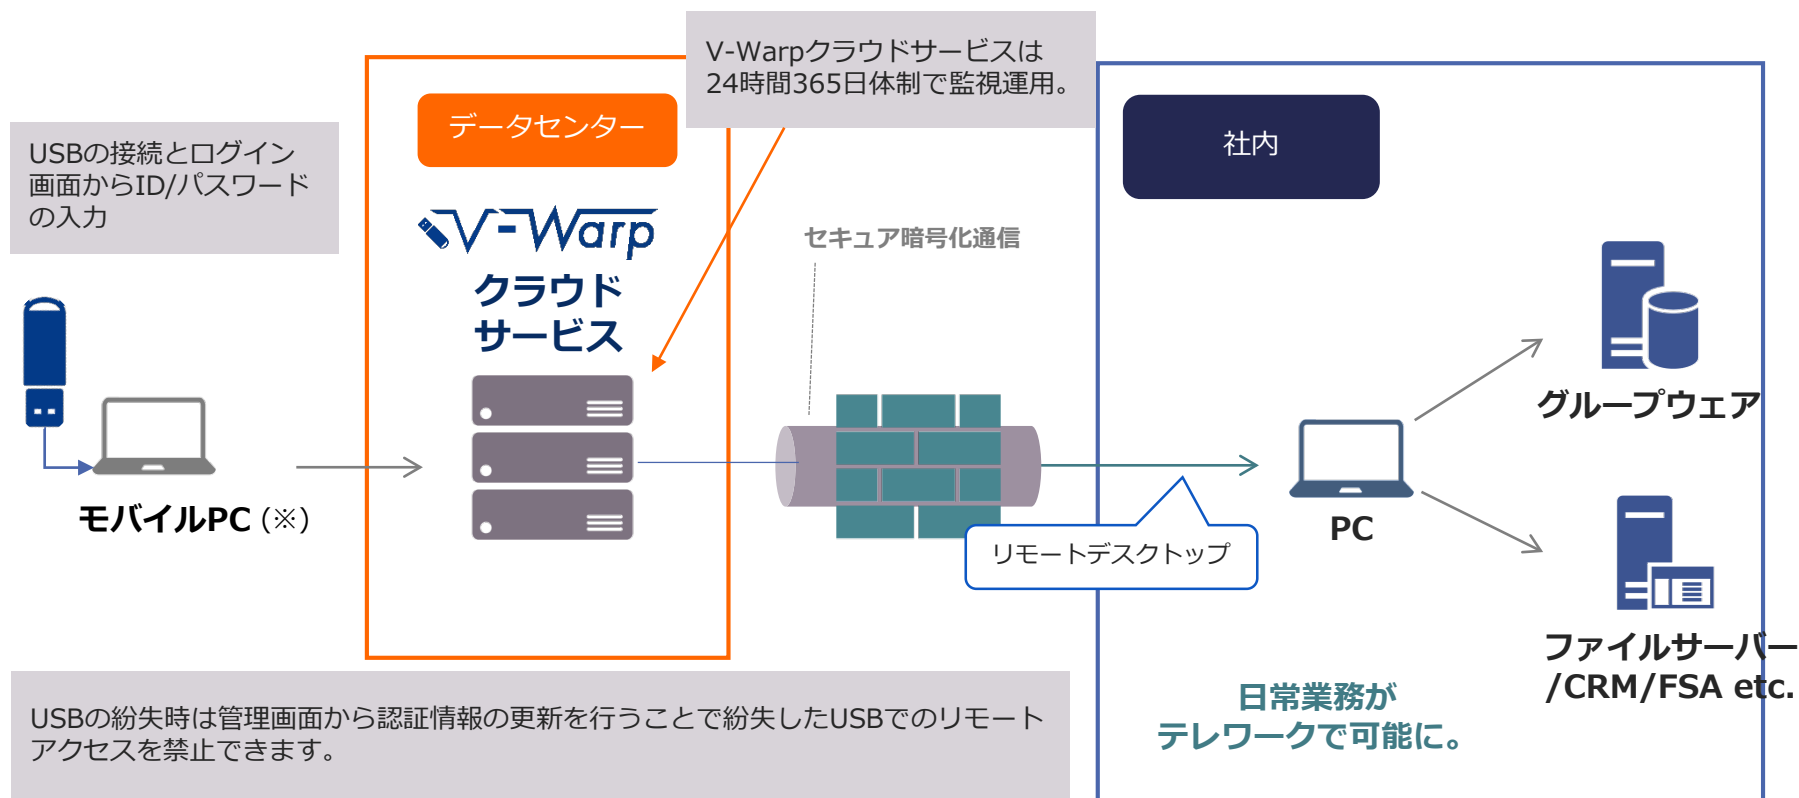 V-Warpクラウドサービスは
24時間365日体制で監視運用。
データセンター
社内
USBの接続とログイン
画面からID/パスワード
の入力
V-Warp
クラウド
サービス
セキュア暗号化通信
グループウェア
モバイルPC（※）
PC
リモートデスクトップ
ファイルサーバー
/CRM/FSA etc.
日常業務が
テレワークで可能に。
USBの紛失時は管理画面から認証情報の更新を行うことで紛失したUSBでのリモート
アクセスを禁止できます。